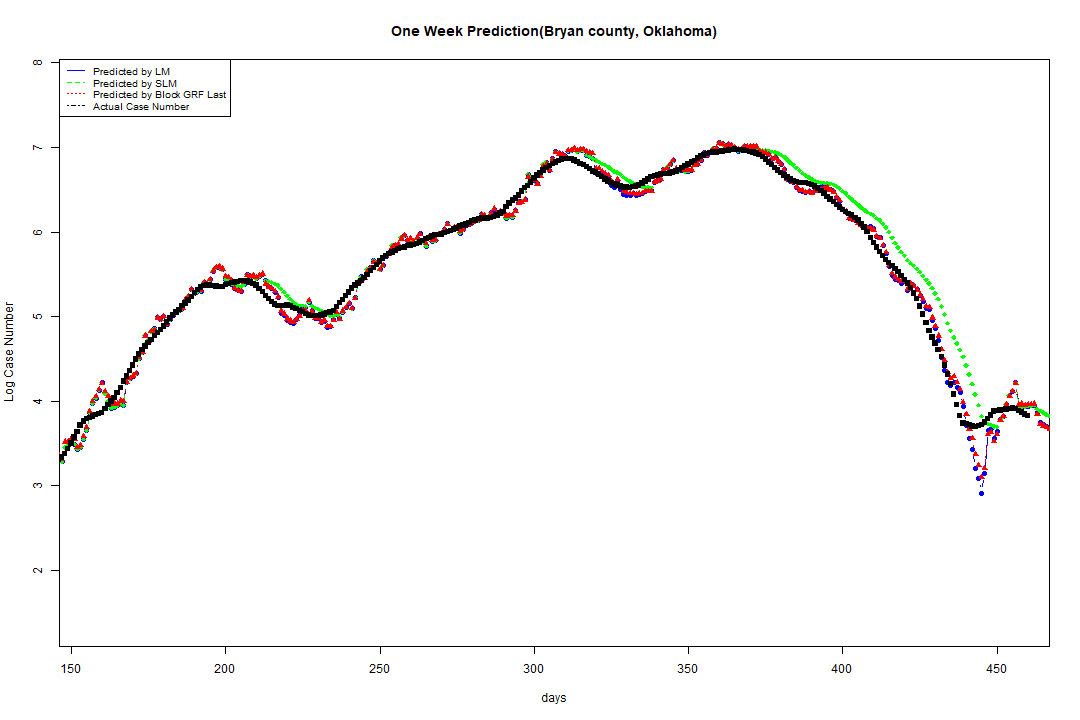 One Week Prediction(Bryan county, Oklahoma)
Predicted by LM
Predicted by SLM
Predicted by Block GRF Last
Actual Case Number
8
7
6
5
4
3
2
Log Case Number
150 200 250 300 350 400 450
days